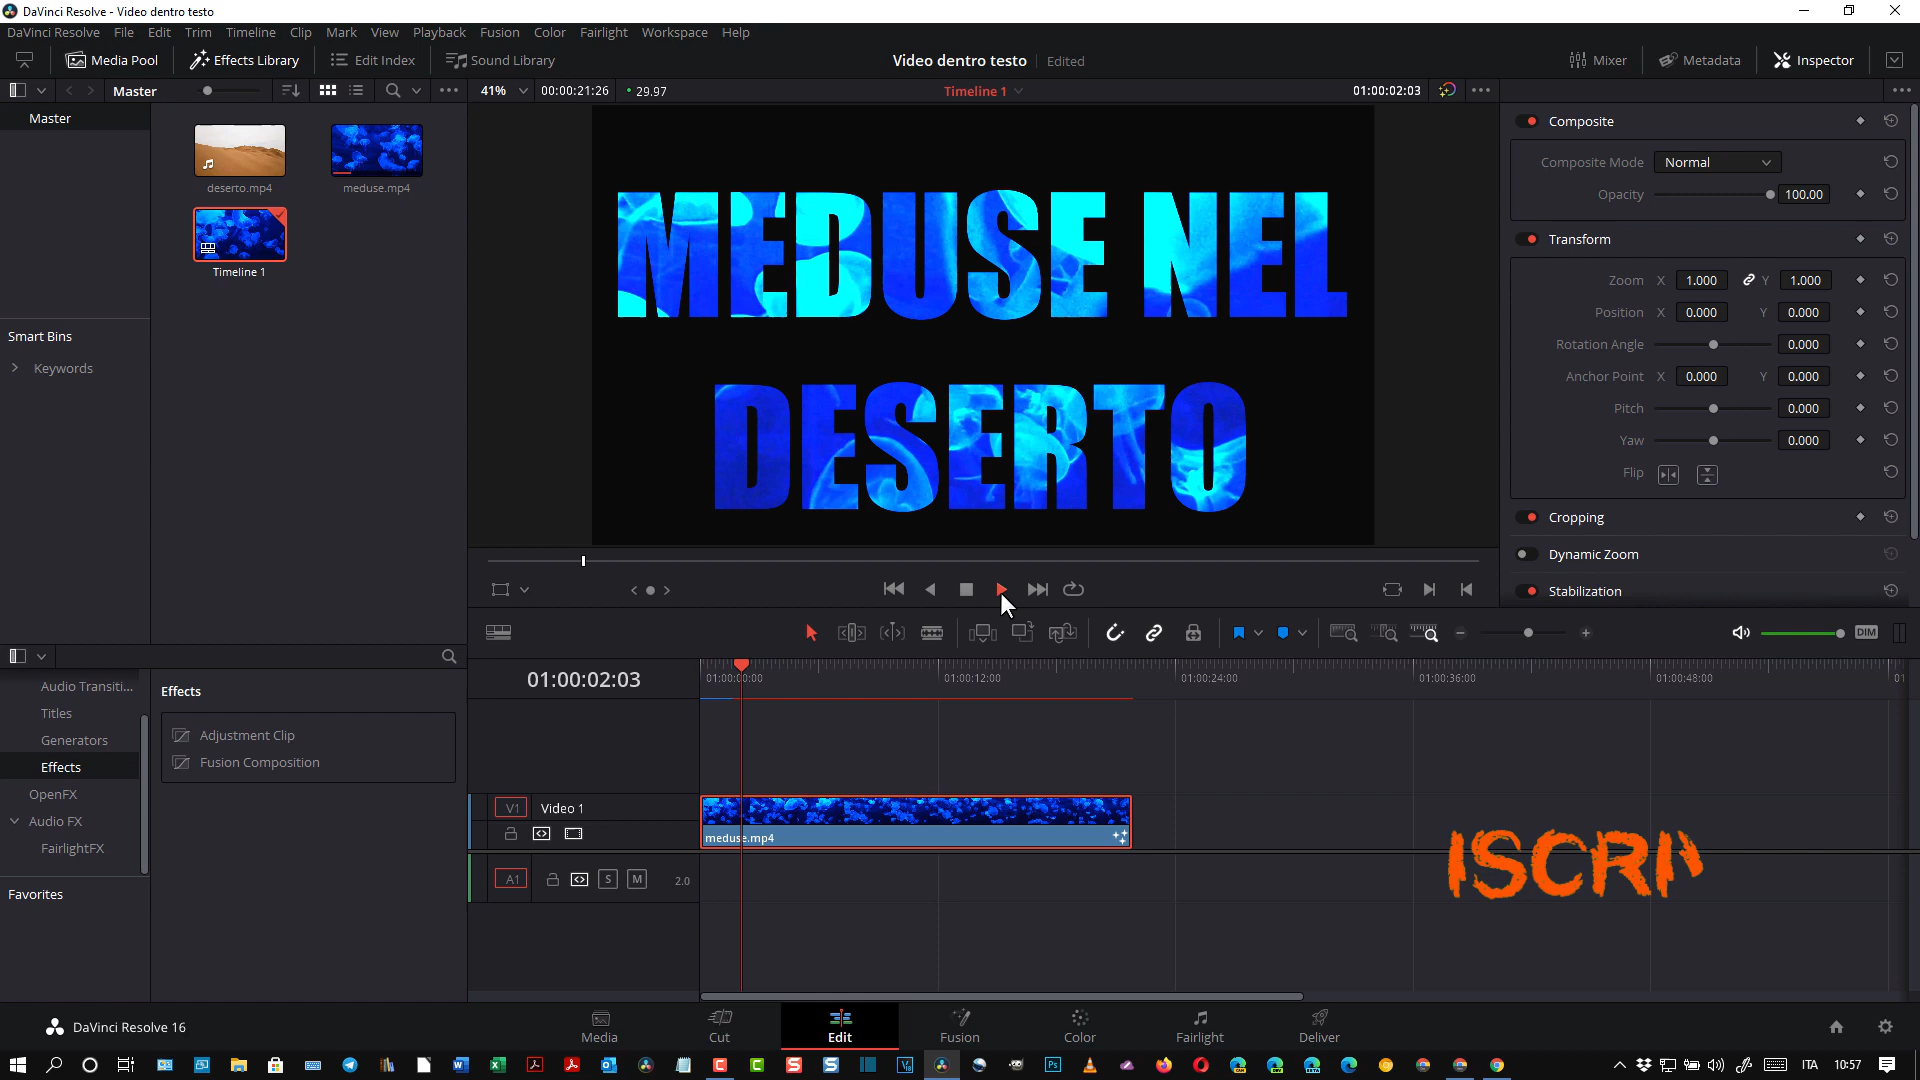 DaVinci Resolve - Video dentro testo
DaVinci Resolve File Edit Trim Timeline Clip Mark View Playback Fusion Color Fairlight Workspace Help
Media Pool Effects Library Edit Index Sound Library Video dentro testo Edited Mixer Metadata Inspector
Master 41% 00:00:21:26 29.97 Timeline 1 01:00:02:03
Master
deserto.mp4 meduse.mp4
Timeline 1
Smart Bins
Keywords
MEDUSE NEL
DESERTO
Composite
Composite Mode Normal
Opacity 100.00
Transform
Zoom X 1.000 Y 1.000
Position X 0.000 Y 0.000
Rotation Angle 0.000
Anchor Point X 0.000 Y 0.000
Pitch 0.000
Yaw 0.000
Flip
Cropping
Dynamic Zoom
Stabilization
DIM
Audio Transiti...
Titles
Generators
Effects
OpenFX
Audio FX
FairlightFX
Favorites
Effects
Adjustment Clip
Fusion Composition
01:00:02:03
01:00:00:00 01:00:12:00 01:00:24:00 01:00:36:00 01:00:48:00 01
V1 Video 1
meduse.mp4
A1 S M 2.0
DaVinci Resolve 16
Media Cut Edit Fusion Color Fairlight Deliver
ITA 10:57